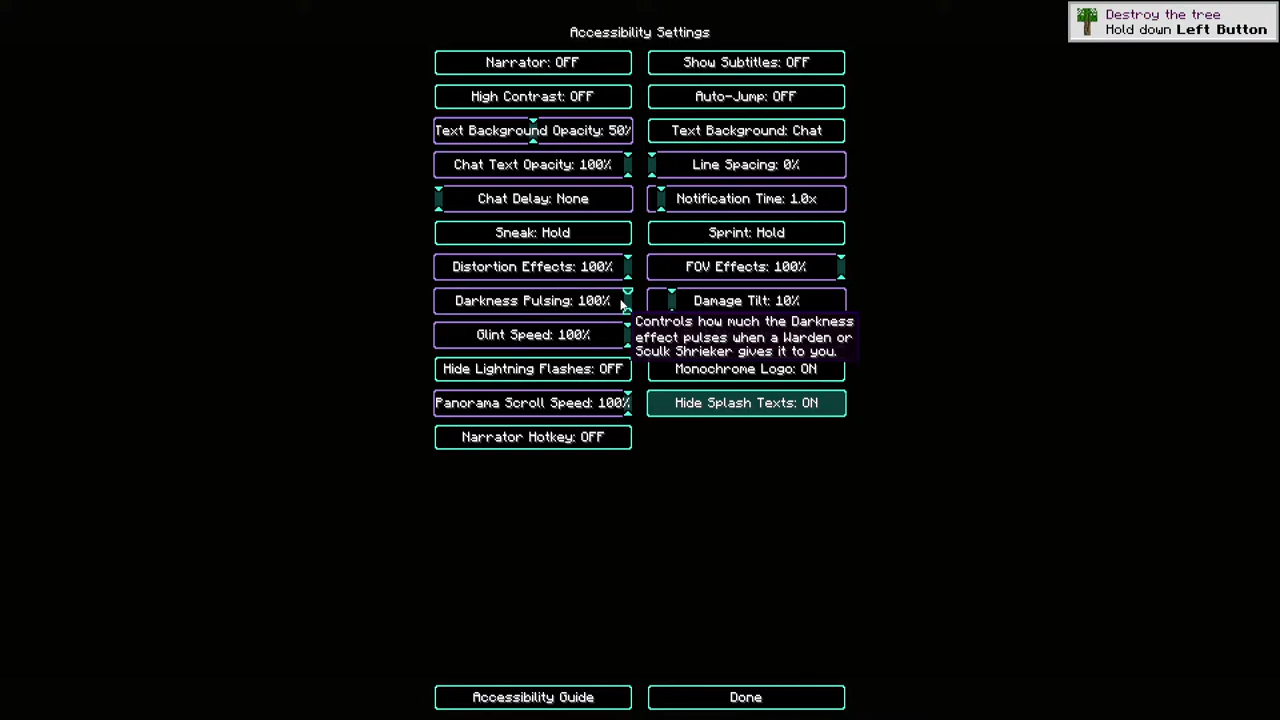 Destroy the tree
Hold down Left Button
Accessibility Settings
Narrator: OFF
Show Subtitles: OFF
High Contrast: OFF
Auto-Jump: OFF
Text Background Opacity: 50%
Text Background: Chat
Chat Text Opacity: 100%
Line Spacing: 0%
Chat Delay: None
Notification Time: 1.0x
Sneak: Hold
Sprint: Hold
Distortion Effects: 100%
FOV Effects: 100%
Darkness Pulsing: 100%
Damage Tilt: 10%
Controls how much the Darkness
effect pulses when a Warden or
Sculk Shrieker gives it to you.
Glint Speed: 100%
Hide Lightning Flashes: OFF
Monochrome Logo: ON
Panorama Scroll Speed: 100%
Hide Splash Texts: ON
Narrator Hotkey: OFF
Accessibility Guide
Done